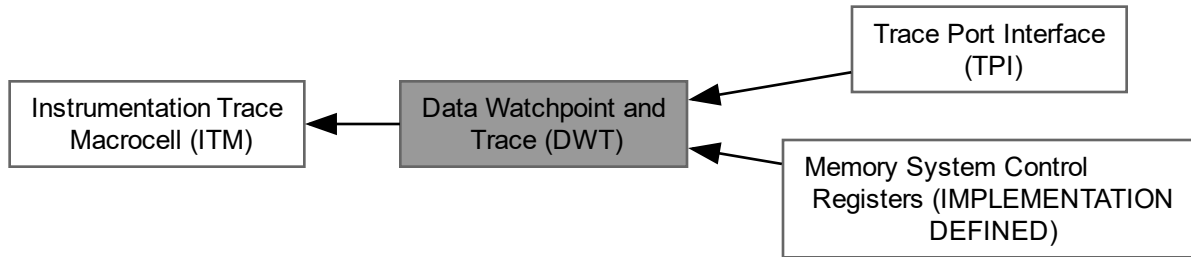 Instrumentation Trace
Macrocell (ITM)
Data Watchpoint and
Trace (DWT)
Trace Port Interface
(TPI)
Memory System Control
Registers (IMPLEMENTATION
DEFINED)